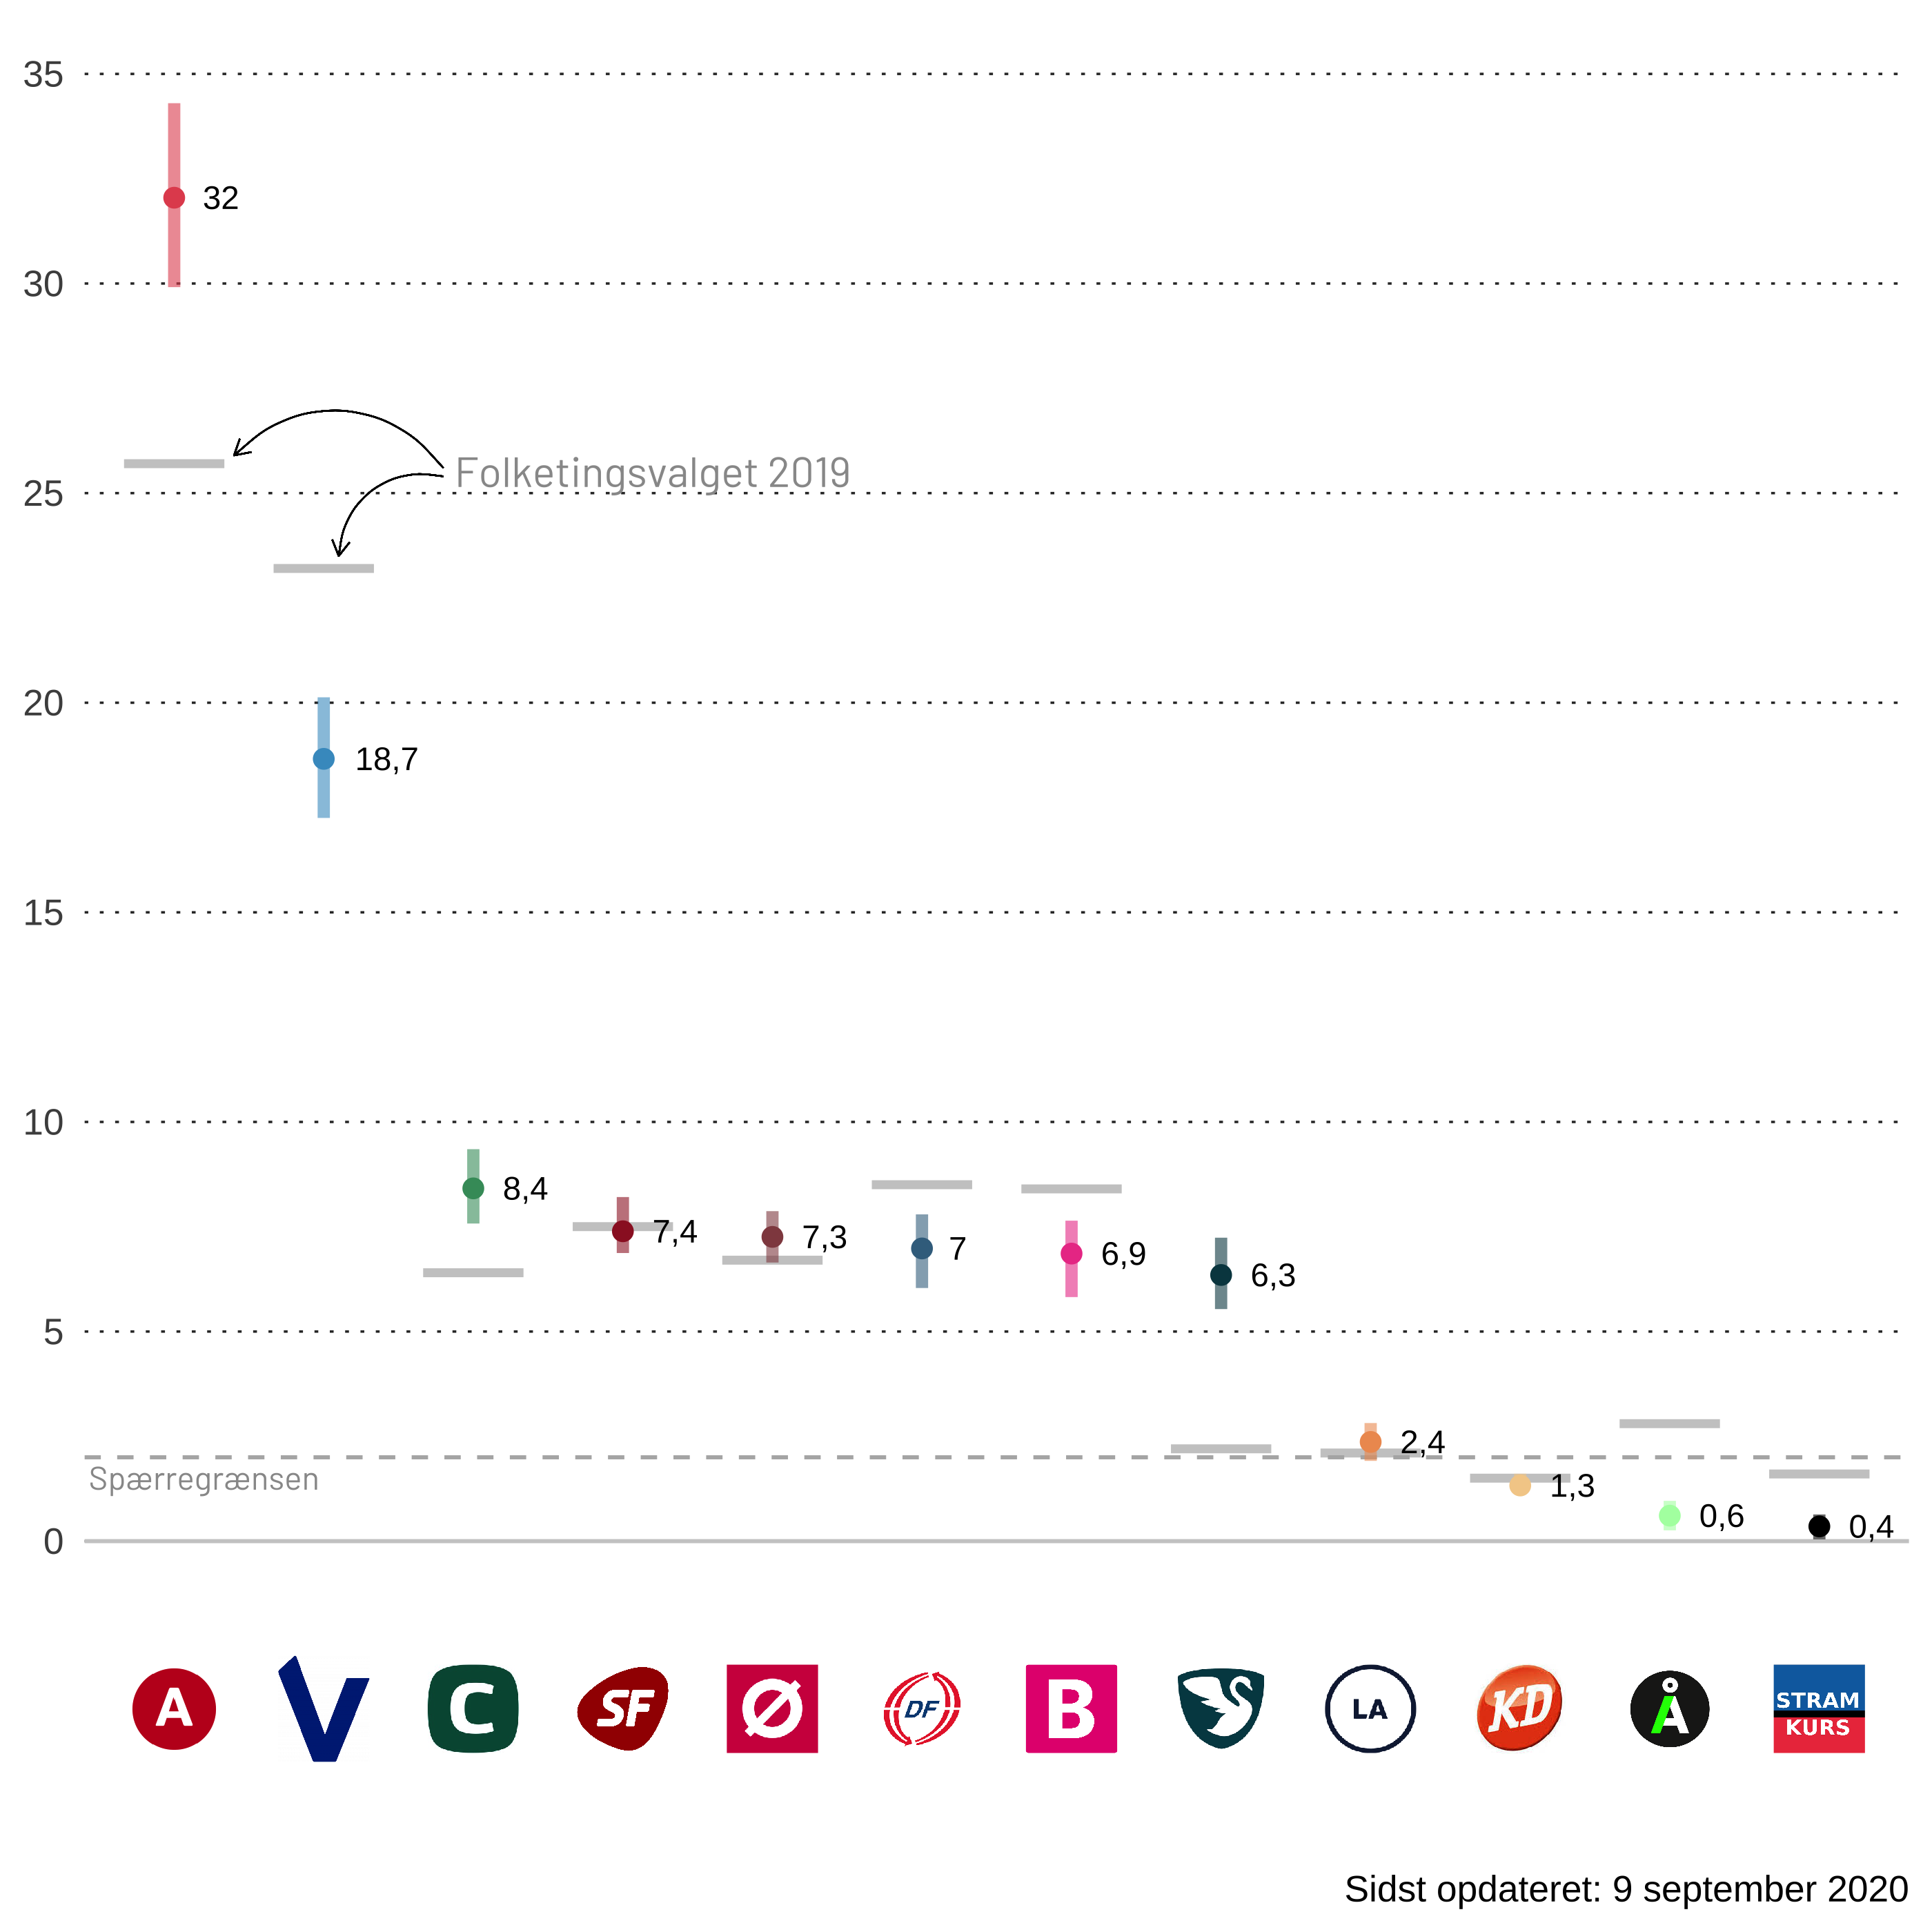 35
32
30
Folketingsvalget 2019
25
20
18,7
15
10
8,4
7,4
7,3
7
6,9
6,3
5
2,4
Spærregrænsen
1,3
0,6
0,4
0
A
V
C
SF
Ø
DF
B
LA
KD
Å
STRAM
KURS
Sidst opdateret: 9 september 2020